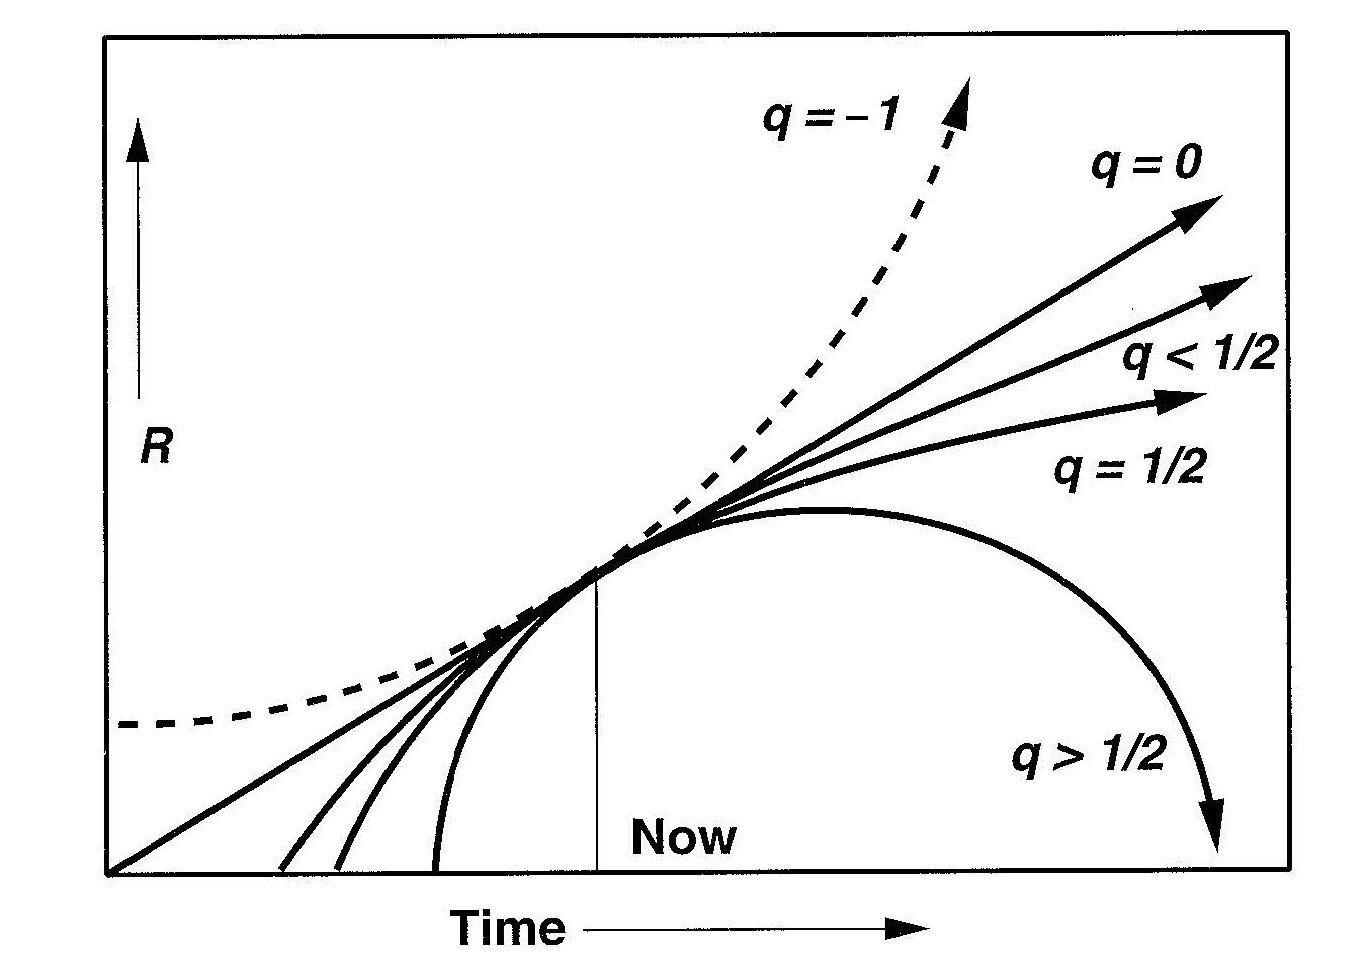 q = – 1
q = 0
q < 1/2
R
q = 1/2
q > 1/2
Now
Time